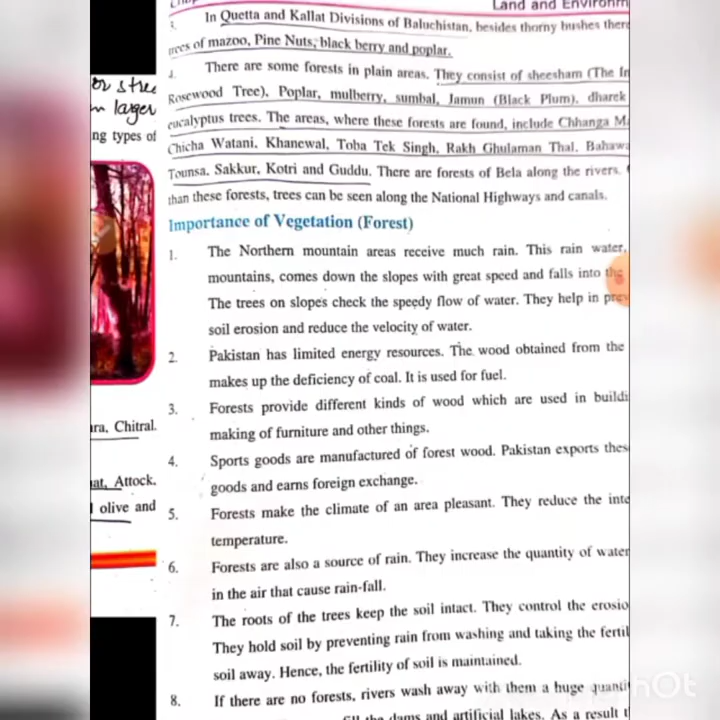 Land and Environm
3. In Quetta and Kallat Divisions of Baluchistan, besides thorny bushes there
trees of mazoo, Pine Nuts, black berry and poplar.
4. There are some forests in plain areas. They consist of sheesham (The In
Rosewood Tree), Poplar, mulberry, sumbal, Jamun (Black Plum), dharek
eucalyptus trees. The areas, where these forests are found, include Chhanga M
Chicha Watani, Khanewal, Toba Tek Singh, Rakh Ghulaman Thal, Bahawa
Tounsa, Sakkur, Kotri and Guddu. There are forests of Bela along the rivers.
than these forests, trees can be seen along the National Highways and canals.
Importance of Vegetation (Forest)
1. The Northern mountain areas receive much rain. This rain water,
mountains, comes down the slopes with great speed and falls into the
The trees on slopes check the speedy flow of water. They help in prev
soil erosion and reduce the velocity of water.
2. Pakistan has limited energy resources. The wood obtained from the
makes up the deficiency of coal. It is used for fuel.
3. Forests provide different kinds of wood which are used in buildi
making of furniture and other things.
4. Sports goods are manufactured of forest wood. Pakistan exports thes
goods and earns foreign exchange.
5. Forests make the climate of an area pleasant. They reduce the inte
temperature.
6. Forests are also a source of rain. They increase the quantity of water
in the air that cause rain-fall.
7. The roots of the trees keep the soil intact. They control the erosio
They hold soil by preventing rain from washing and taking the fertil
soil away. Hence, the fertility of soil is maintained.
8. If there are no forests, rivers wash away with them a huge quanti
the dams and artificial lakes. As a result t
or stree
larger
ng types of
ara, Chitral.
at, Attock.
olive and